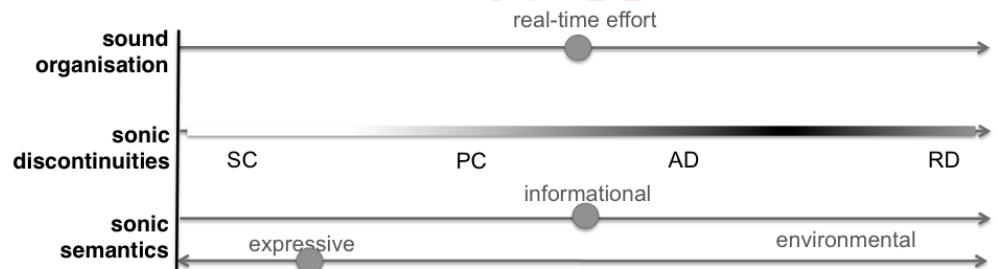 real-time effort
sound
organisation
sonic
discontinuities
SC PC AD RD
informational
sonic
semantics
environmental
expressive